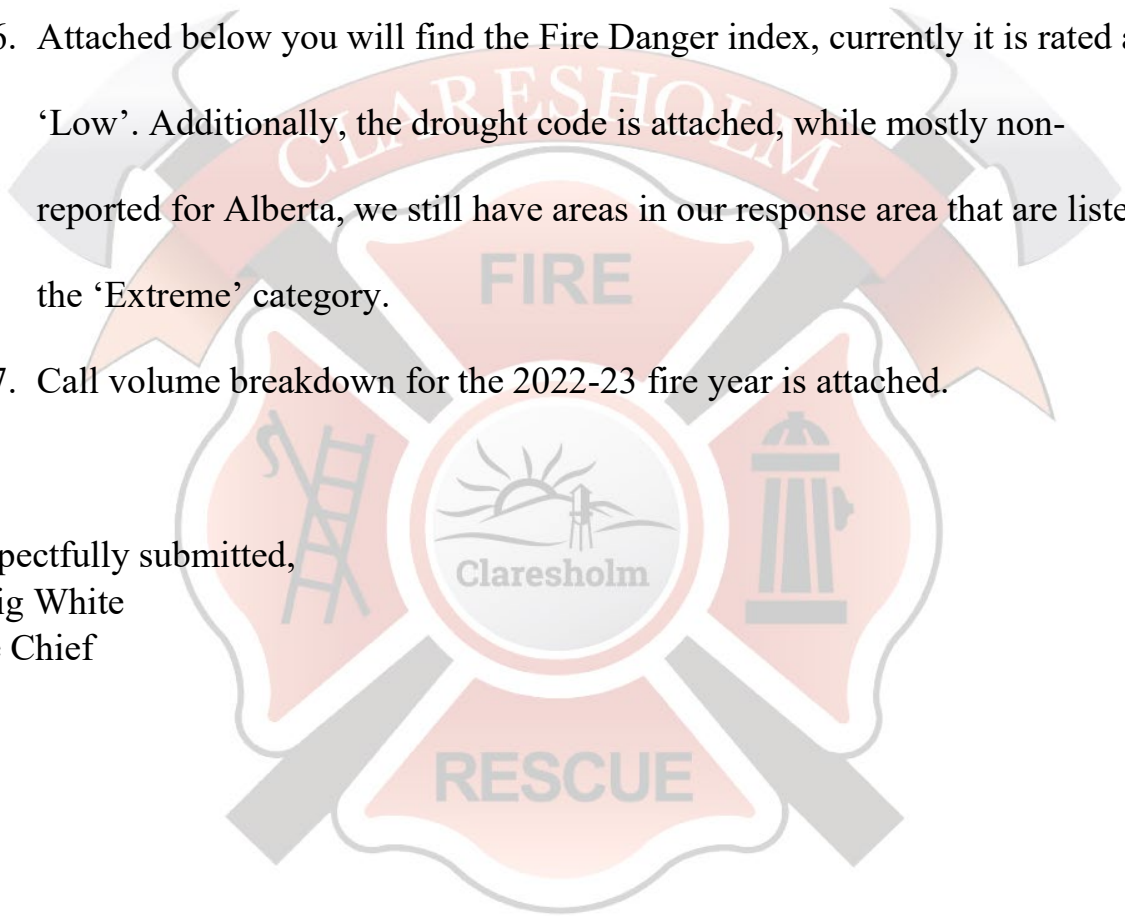 6. Attached below you will find the Fire Danger index, currently it is rated a
‘Low’. Additionally, the drought code is attached, while mostly non-
reported for Alberta, we still have areas in our response area that are liste
the ‘Extreme’ category.
7. Call volume breakdown for the 2022-23 fire year is attached.
pectfully submitted,
ig White
e Chief
CLARESHOLM
FIRE
Claresholm
RESCUE